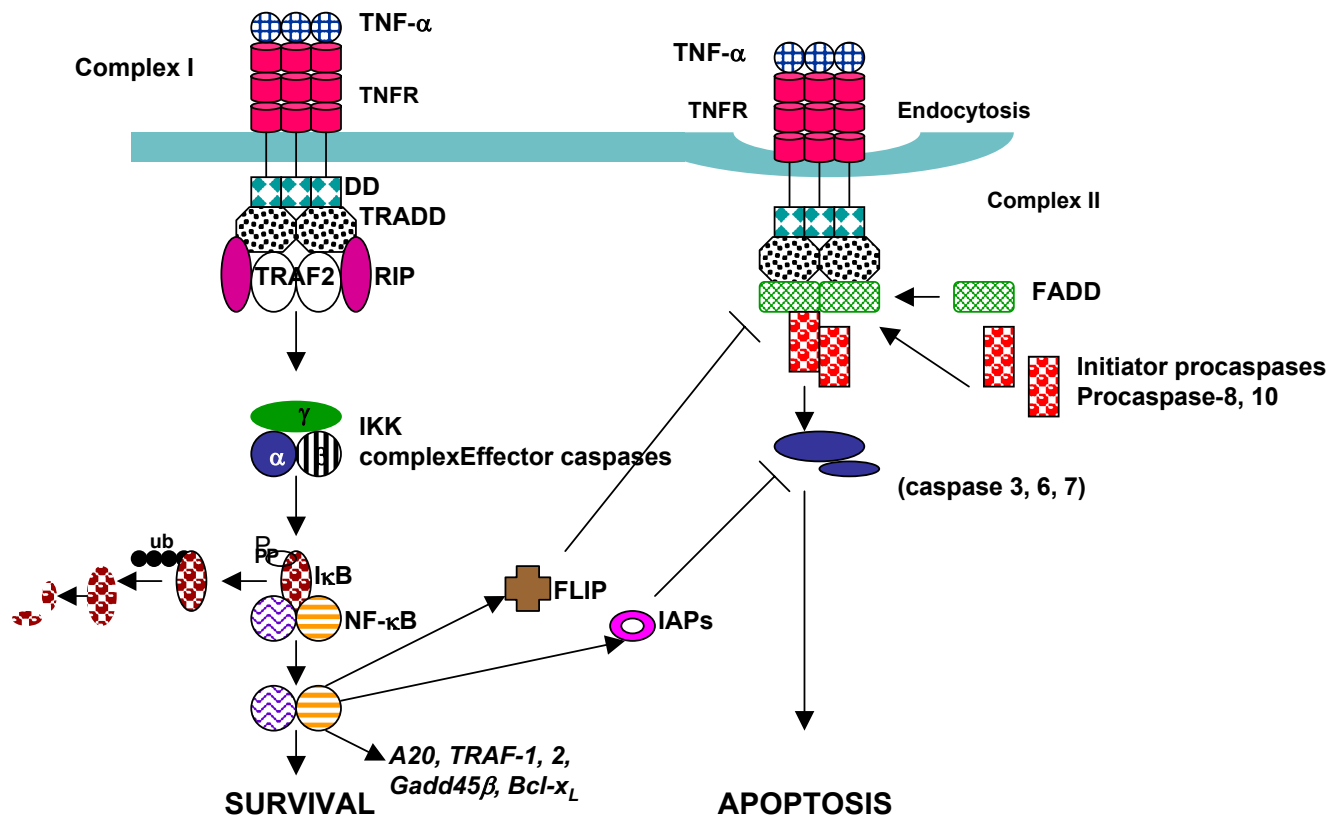 TNF-α
Complex I
TNFR
DD
TRADD
TRAF2
RIP
γ
α
β
IKK
complexEffector caspases
ub
P
PP
IκB
NF-κB
FLIP
IAPs
A20, TRAF-1, 2,
Gadd45β, Bcl-xL
SURVIVAL
TNF-α
TNFR
Endocytosis
Complex II
FADD
Initiator procaspases
Procaspase-8, 10
(caspase 3, 6, 7)
APOPTOSIS